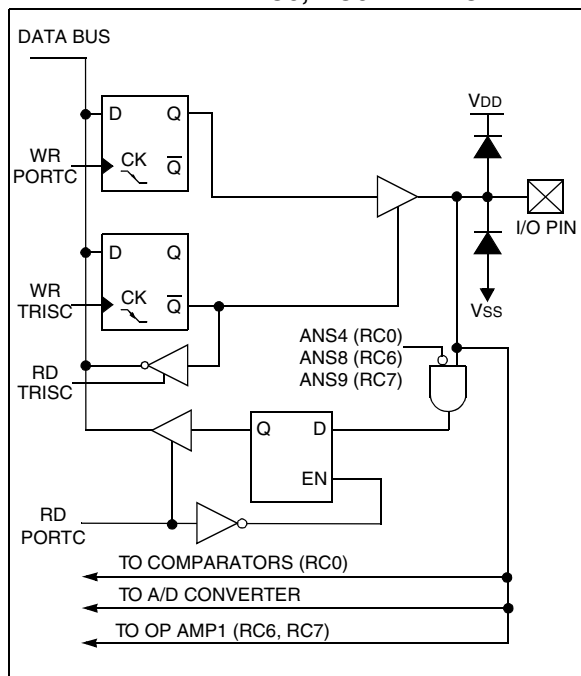 DATA BUS
D Q
WR
PORTC
CK
Q
VDD
I/O PIN
D Q
WR
TRISC
CK
Q
VSS
ANS4 (RC0)
ANS8 (RC6)
ANS9 (RC7)
RD
TRISC
Q D
EN
RD
PORTC
TO COMPARATORS (RC0)
TO A/D CONVERTER
TO OP AMP1 (RC6, RC7)